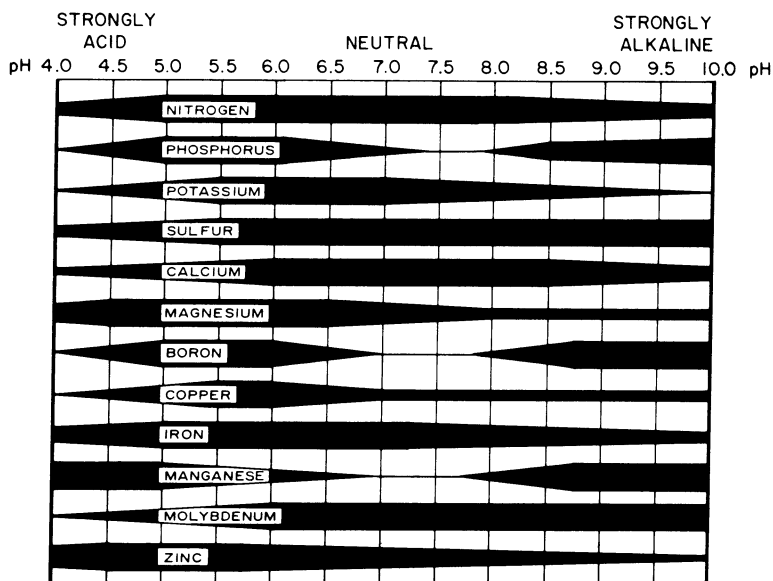 STRONGLY ACID
NEUTRAL
STRONGLY ALKALINE
pH 4.0 4.5 5.0 5.5 6.0 6.5 7.0 7.5 8.0 8.5 9.0 9.5 10.0 pH
NITROGEN
PHOSPHORUS
POTASSIUM
SULFUR
CALCIUM
MAGNESIUM
BORON
COPPER
IRON
MANGANESE
MOLYBDENUM
ZINC